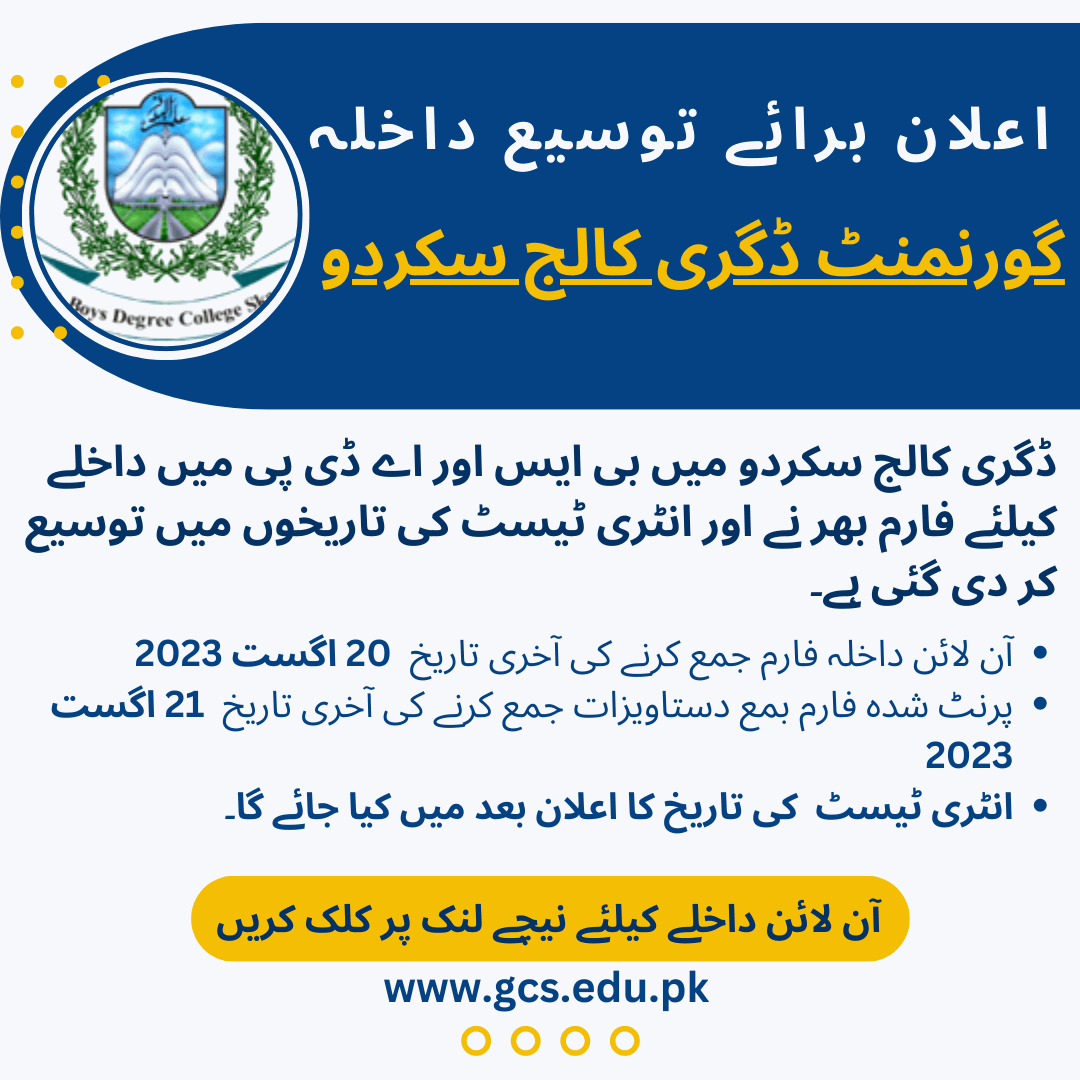 اعلان برائے توسیع داخلہ
گورنمنٹ ڈگری کالج سکردو
Boys Degree College
ڈگری کالج سکردو میں بی ایس اور اے ڈی پی میں داخلے
کیلئے فارم بھر نے اور انٹری ٹیسٹ کی تاریخوں میں توسیع
کر دی گئی ہے۔
• آن لائن داخلہ فارم جمع کرنے کی آخری تاریخ 20 اگست 2023
• پرنٹ شدہ فارم بمع دستاویزات جمع کرنے کی آخری تاریخ 21 اگست
2023
• انٹری ٹیسٹ کی تاریخ کا اعلان بعد میں کیا جائے گا۔
آن لائن داخلے کیلئے نیچے لنک پر کلک کریں
www.gcs.edu.pk